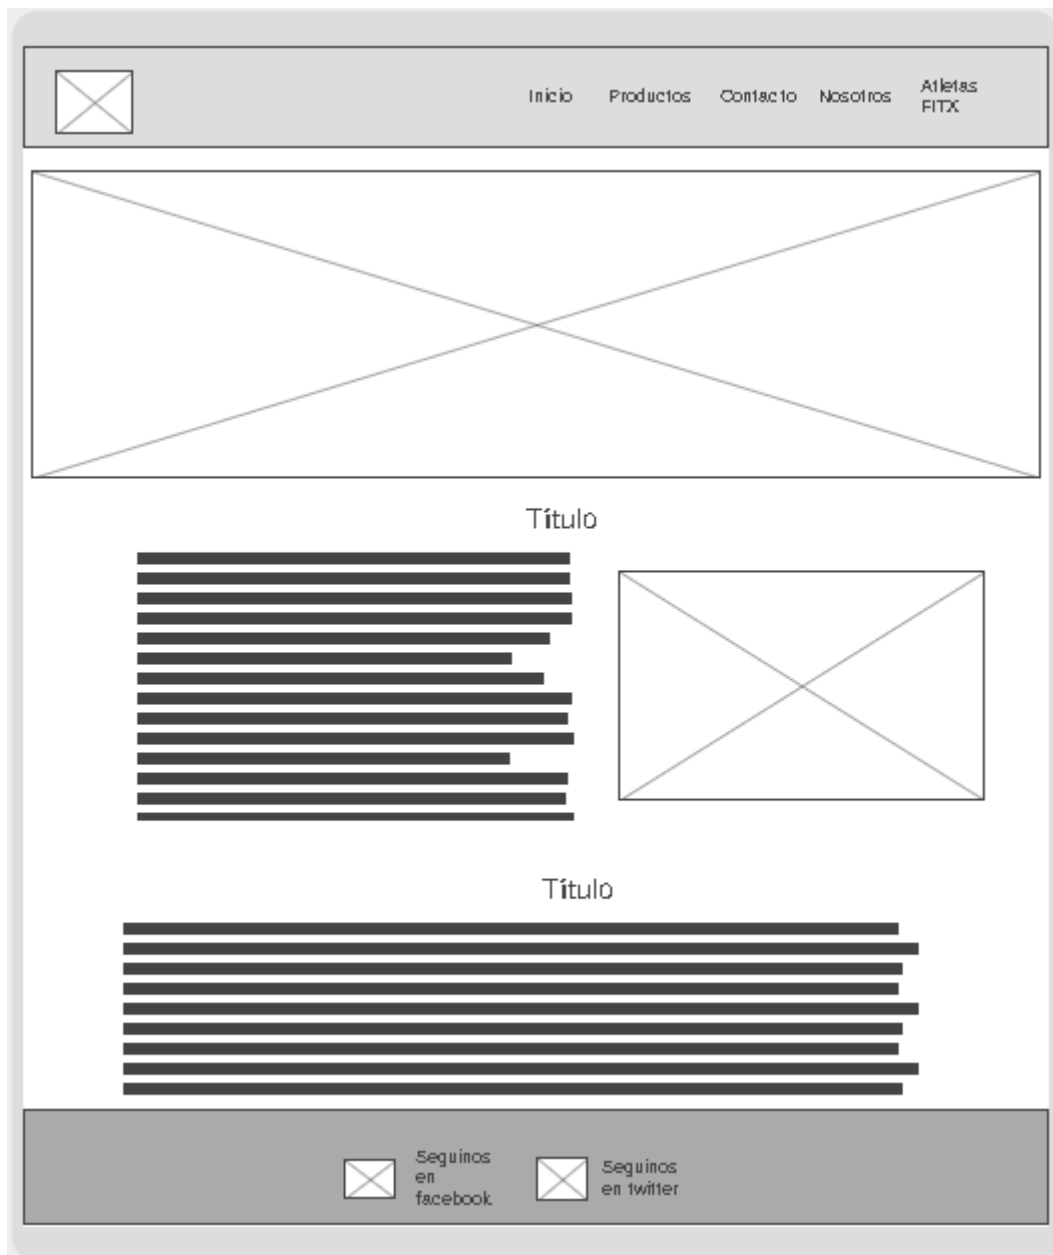 Inicio Productos Contacto Nosotros Atletas
FITX
Título
Título
Seguinos
en
facebook
Seguinos
en twitter